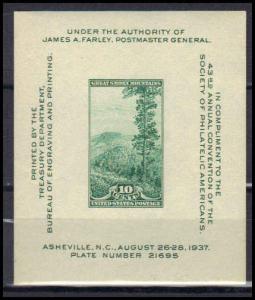 UNDER THE AUTHORITY OF
JAMES A. FARLEY, POSTMASTER GENERAL.
PRINTED BY THE
TREASURY DEPARTMENT,
BUREAU OF ENGRAVING AND PRINTING.
GREAT SMOKY MOUNTAINS
10
CENTS
UNITED STATES POSTAGE
IN COMPLIMENT TO THE
43RD ANNUAL CONVENTION OF THE
SOCIETY OF PHILATELIC AMERICANS.
ASHEVILLE, N.C., AUGUST 26-28, 1937.
PLATE NUMBER 21695